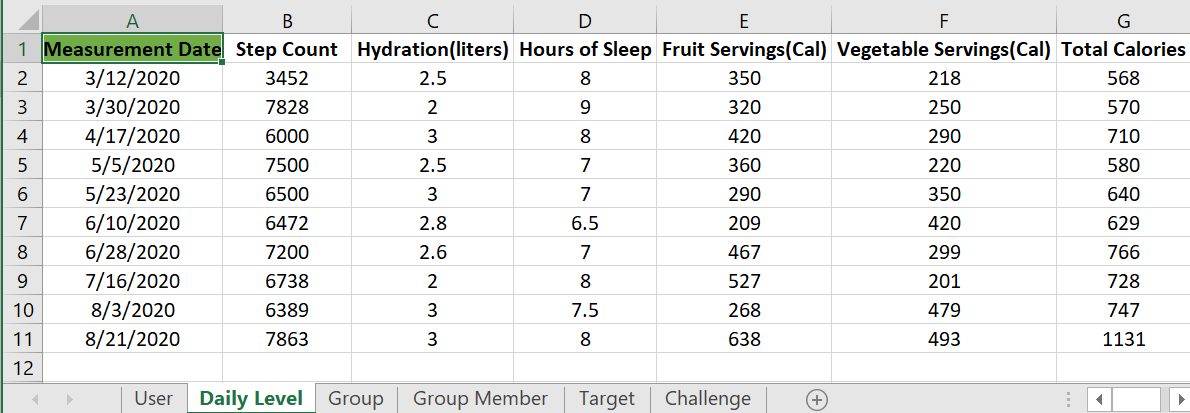 A B C D E F G
1 Measurement Date Step Count Hydration(liters) Hours of Sleep Fruit Servings(Cal) Vegetable Servings(Cal) Total Calories
2 3/12/2020 3452 2.5 8 350 218 568
3 3/30/2020 7828 2 9 320 250 570
4 4/17/2020 6000 3 8 420 290 710
5 5/5/2020 7500 2.5 7 360 220 580
6 5/23/2020 6500 3 7 290 350 640
7 6/10/2020 6472 2.8 6.5 209 420 629
8 6/28/2020 7200 2.6 7 467 299 766
9 7/16/2020 6738 2 8 527 201 728
10 8/3/2020 6389 3 7.5 268 479 747
11 8/21/2020 7863 3 8 638 493 1131
12
User Daily Level Group Group Member Target Challenge